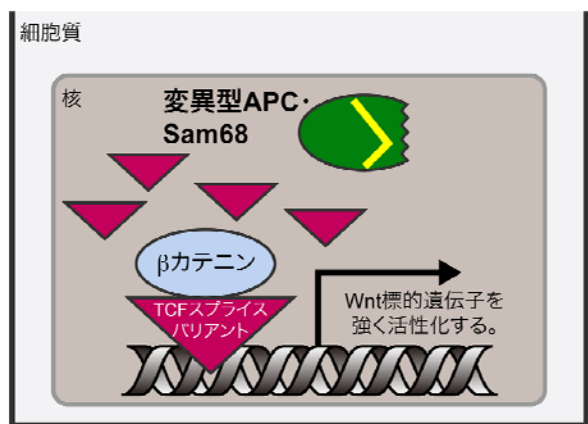 細胞質
核
変異型APC・
Sam68
βカテニン
TCFスプライス
バリアント
Wnt標的遺伝子を
強く活性化する。